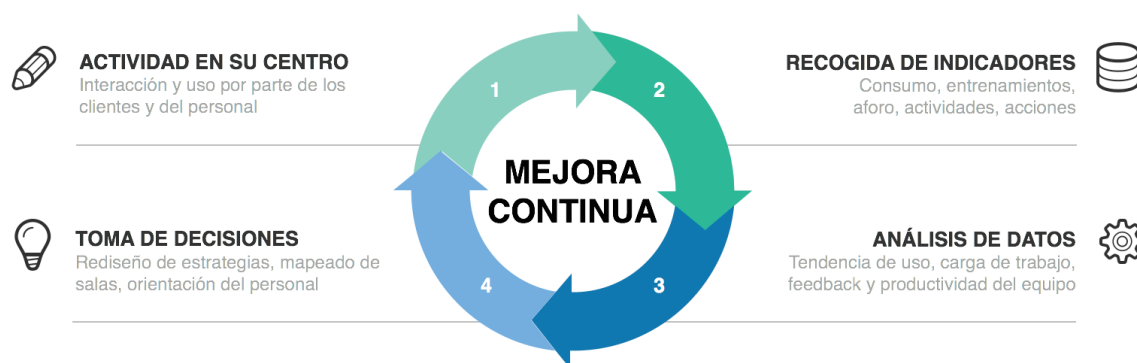 ACTIVIDAD EN SU CENTRO
Interacción y uso por parte de los
clientes y del personal
1
2
RECOGIDA DE INDICADORES
Consumo, entrenamientos,
aforo, actividades, acciones
MEJORA
CONTINUA
TOMA DE DECISIONES
Rediseño de estrategias, mapeado de
salas, orientación del personal
4
3
ANÁLISIS DE DATOS
Tendencia de uso, carga de trabajo,
feedback y productividad del equipo